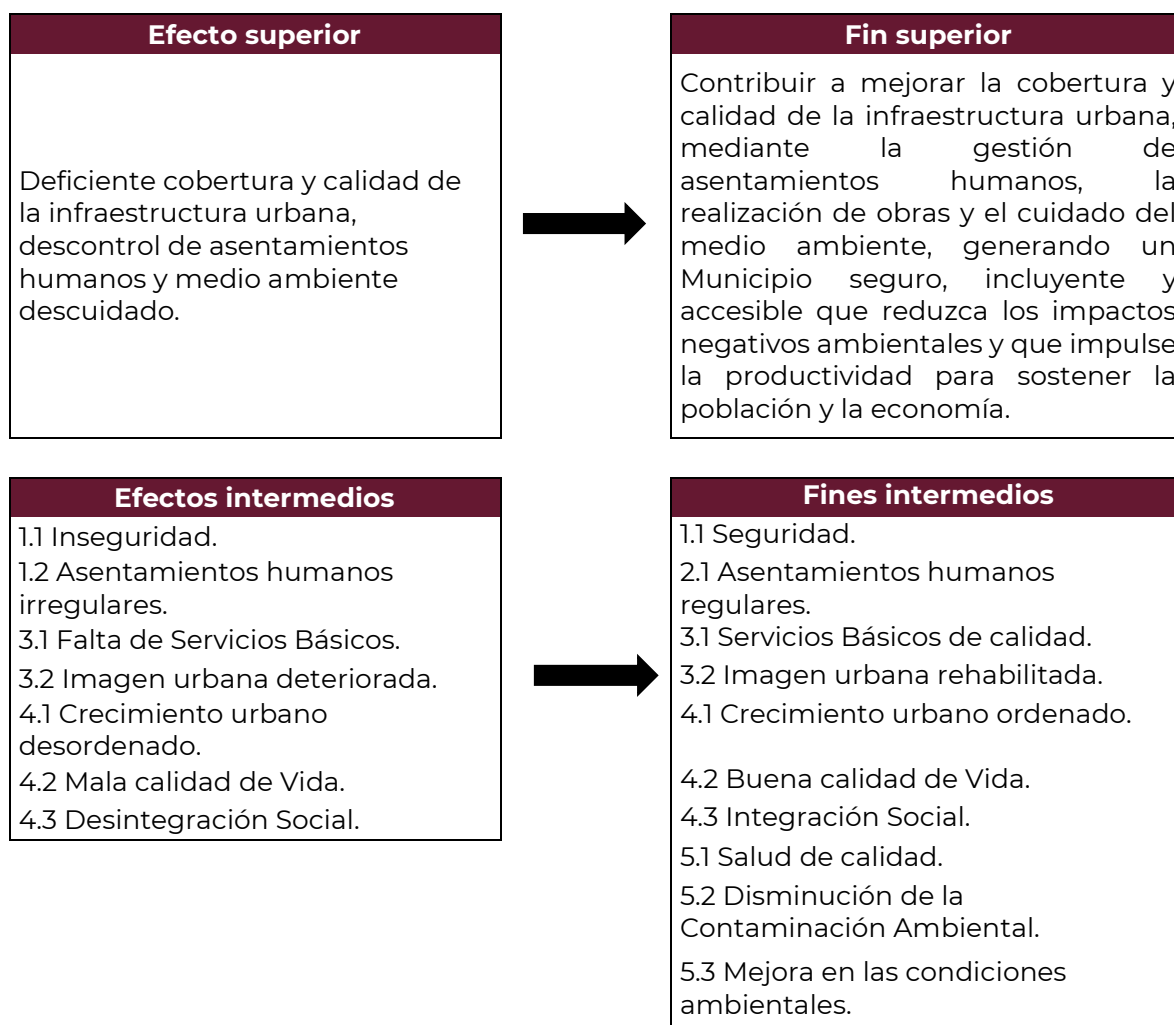 Efecto superior
Deficiente cobertura y calidad de
la infraestructura urbana,
descontrol de asentamientos
humanos y medio ambiente
descuidado.
Fin superior
Contribuir a mejorar la cobertura y
calidad de la infraestructura urbana,
mediante la gestión de
asentamientos humanos, la
realización de obras y el cuidado del
medio ambiente, generando un
Municipio seguro, incluyente y
accesible que reduzca los impactos
negativos ambientales y que impulse
la productividad para sostener la
población y la economía.
Efectos intermedios
1.1 Inseguridad.
1.2 Asentamientos humanos
irregulares.
3.1 Falta de Servicios Básicos.
3.2 Imagen urbana deteriorada.
4.1 Crecimiento urbano
desordenado.
4.2 Mala calidad de Vida.
4.3 Desintegración Social.
Fines intermedios
1.1 Seguridad.
2.1 Asentamientos humanos
regulares.
3.1 Servicios Básicos de calidad.
3.2 Imagen urbana rehabilitada.
4.1 Crecimiento urbano ordenado.
4.2 Buena calidad de Vida.
4.3 Integración Social.
5.1 Salud de calidad.
5.2 Disminución de la
Contaminación Ambiental.
5.3 Mejora en las condiciones
ambientales.